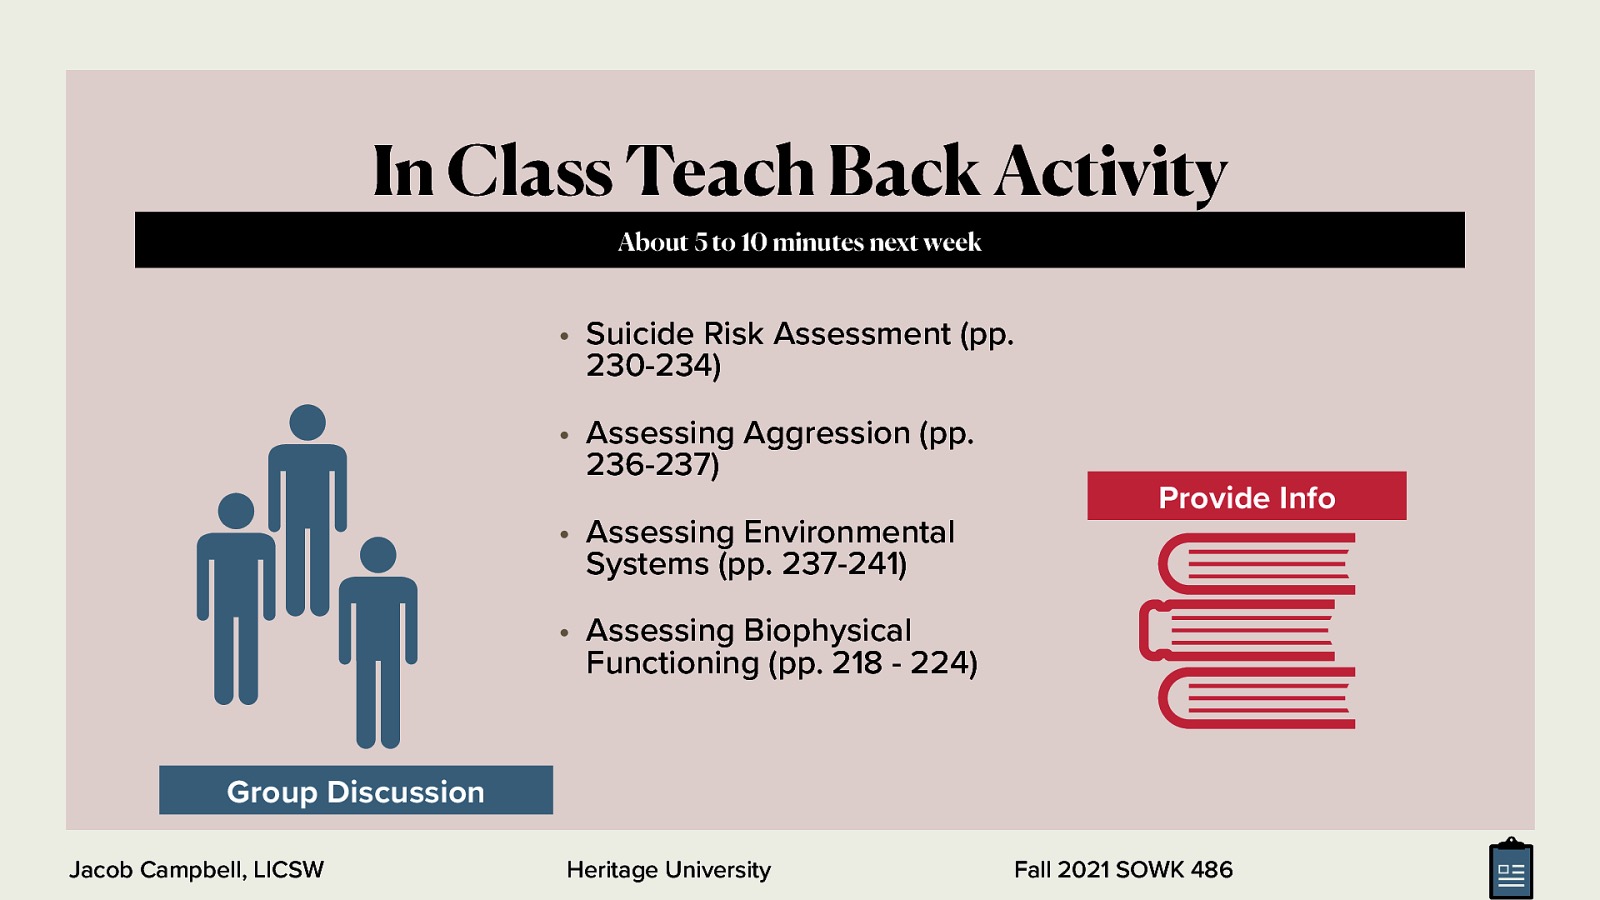 In Class Teach Back Activity
About 5 to 10 minutes next week
• Suicide Risk Assessment (pp.
230-234)
• Assessing Aggression (pp.
236-237)
• Assessing Environmental
Systems (pp. 237-241)
• Assessing Biophysical
Functioning (pp. 218 - 224)
Provide Info
Group Discussion
Jacob Campbell, LICSW
Heritage University
Fall 2021 SOWK 486